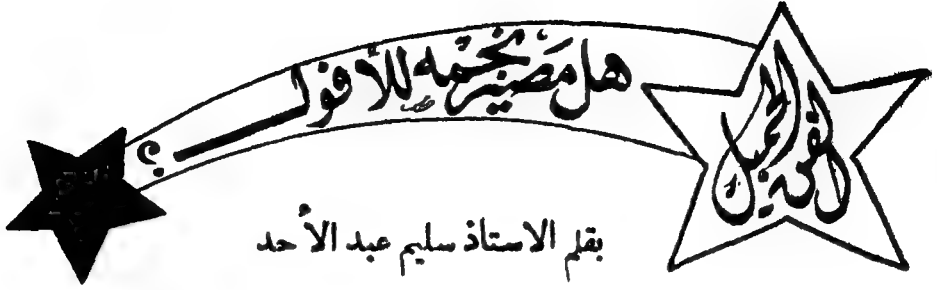 الفن الجميل
هل مصير نجمه للأفول ؟
بقلم الاستاذ سليم عبد الأحد